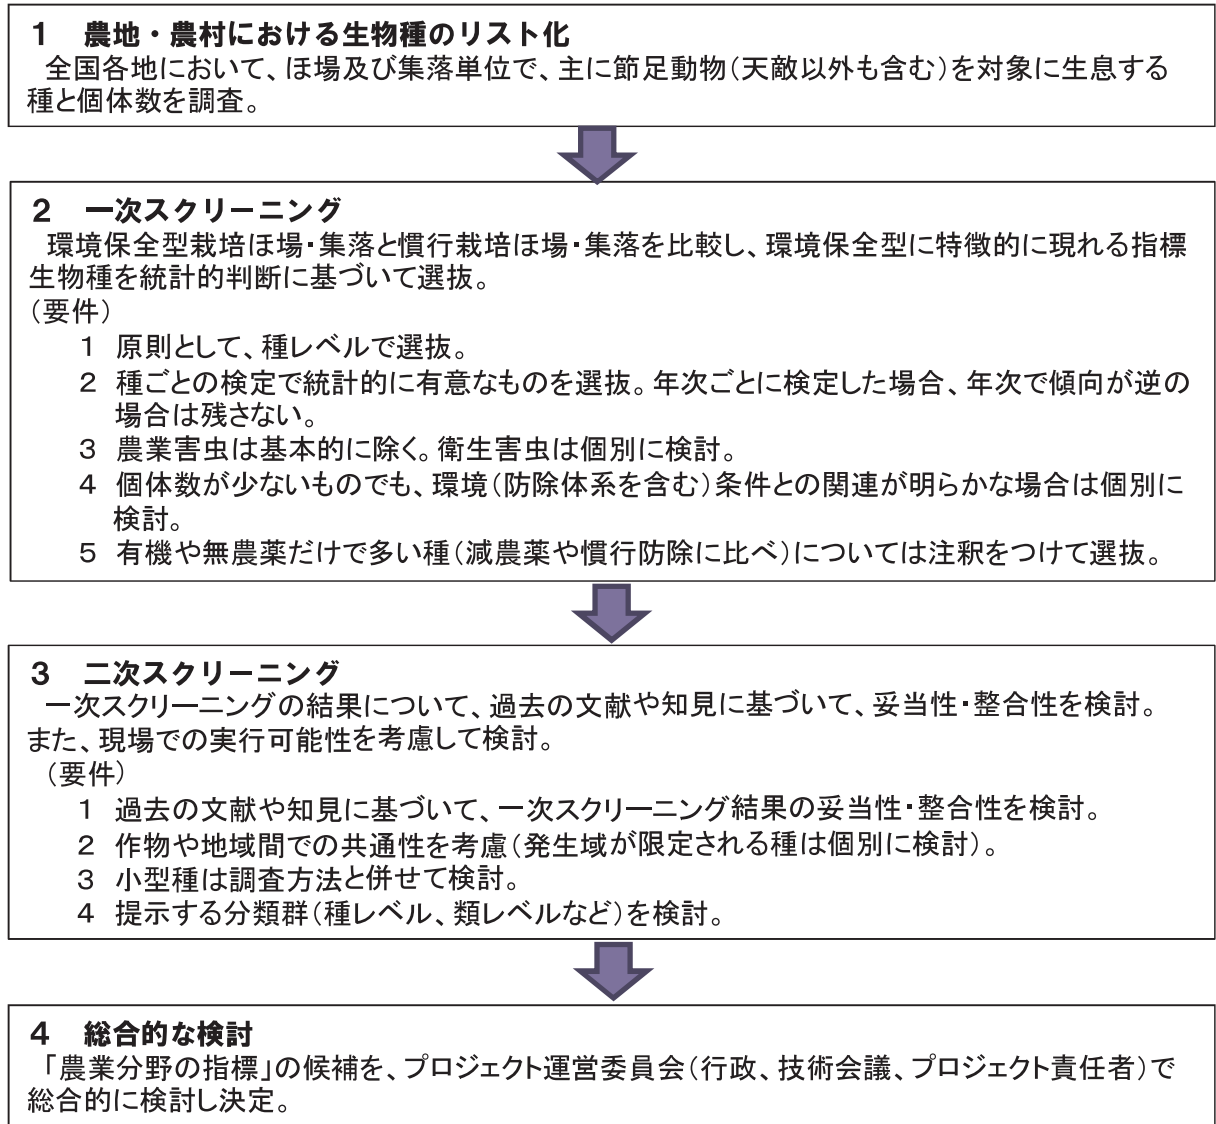 1　農地・農村における生物種のリスト化
全国各地において、ほ場及び集落単位で、主に節足動物(天敵以外も含む)を対象に生息する
種と個体数を調査。
2　一次スクリーニング
環境保全型栽培ほ場・集落と慣行栽培ほ場・集落を比較し、環境保全型に特徴的に現れる指標
生物種を統計的判断に基づいて選抜。
(要件)
1　原則として、種レベルで選抜。
2　種ごとの検定で統計的に有意なものを選抜。年次ごとに検定した場合、年次で傾向が逆の
場合は残さない。
3　農業害虫は基本的に除く。衛生害虫は個別に検討。
4　個体数が少ないものでも、環境(防除体系を含む)条件との関連が明らかな場合は個別に
検討。
5　有機や無農薬だけで多い種(減農薬や慣行防除に比べ)については注釈をつけて選抜。
3　二次スクリーニング
一次スクリーニングの結果について、過去の文献や知見に基づいて、妥当性・整合性を検討。
また、現場での実行可能性を考慮して検討。
(要件)
1　過去の文献や知見に基づいて、一次スクリーニング結果の妥当性・整合性を検討。
2　作物や地域間での共通性を考慮(発生域が限定される種は個別に検討)。
3　小型種は調査方法と併せて検討。
4　提示する分類群(種レベル、類レベルなど)を検討。
4　総合的な検討
「農業分野の指標」の候補を、プロジェクト運営委員会(行政、技術会議、プロジェクト責任者)で
総合的に検討し決定。